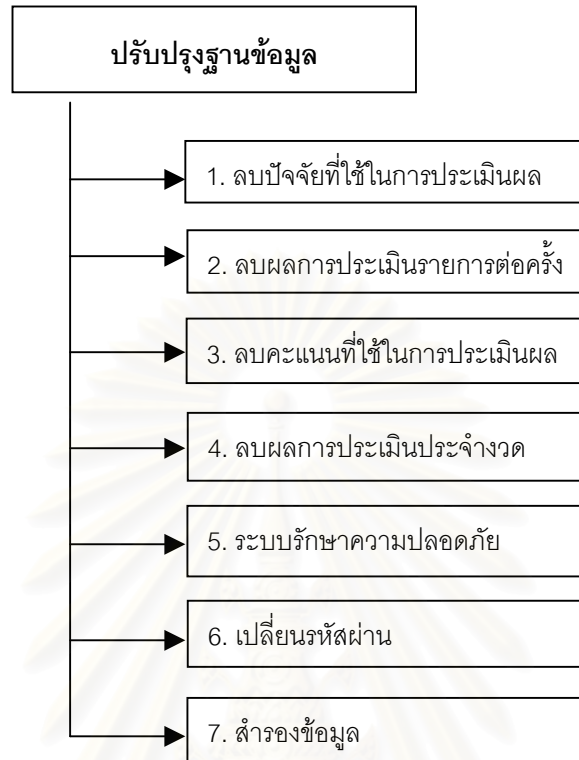 ปรับปรุงฐานข้อมูล
1. ลบปัจจัยที่ใช้ในการประเมินผล
2. ลบผลการประเมินรายการต่อครั้ง
3. ลบคะแนนที่ใช้ในการประเมินผล
4. ลบผลการประเมินประจำงวด
5. ระบบรักษาความปลอดภัย
6. เปลี่ยนรหัสผ่าน
7. สำรองข้อมูล